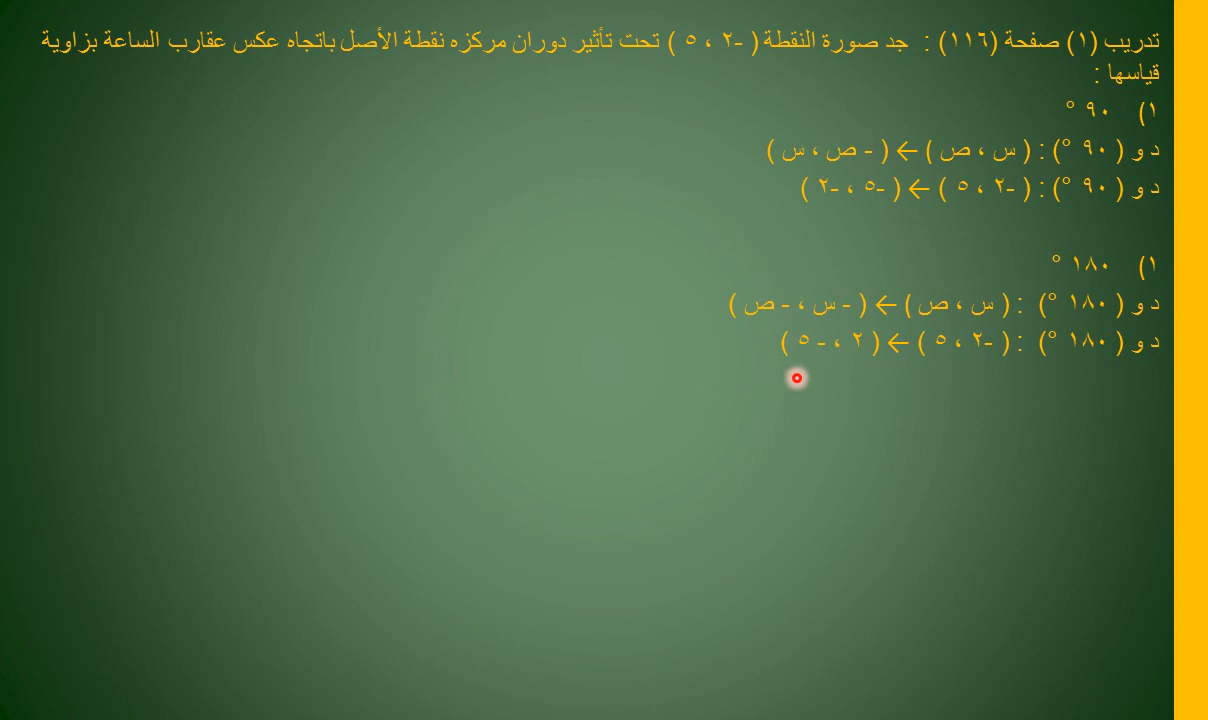 تدريب (١) صفحة (١١٦) : جد صورة النقطة ( -٢ ، ٥ ) تحت تأثير دوران مركزه نقطة الأصل باتجاه عكس عقارب الساعة بزاوية
قياسها :
١) ٩٠ °
د و ( ٩٠ °) : ( س ، ص ) ← ( - ص ، س )
د و ( ٩٠ °) : ( -٢ ، ٥ ) ← ( -٥ ، -٢ )
١) ١٨٠ °
د و ( ١٨٠ °) : ( س ، ص ) ← ( - س ، - ص )
د و ( ١٨٠ °) : ( -٢ ، ٥ ) ← ( ٢ ، - ٥ )